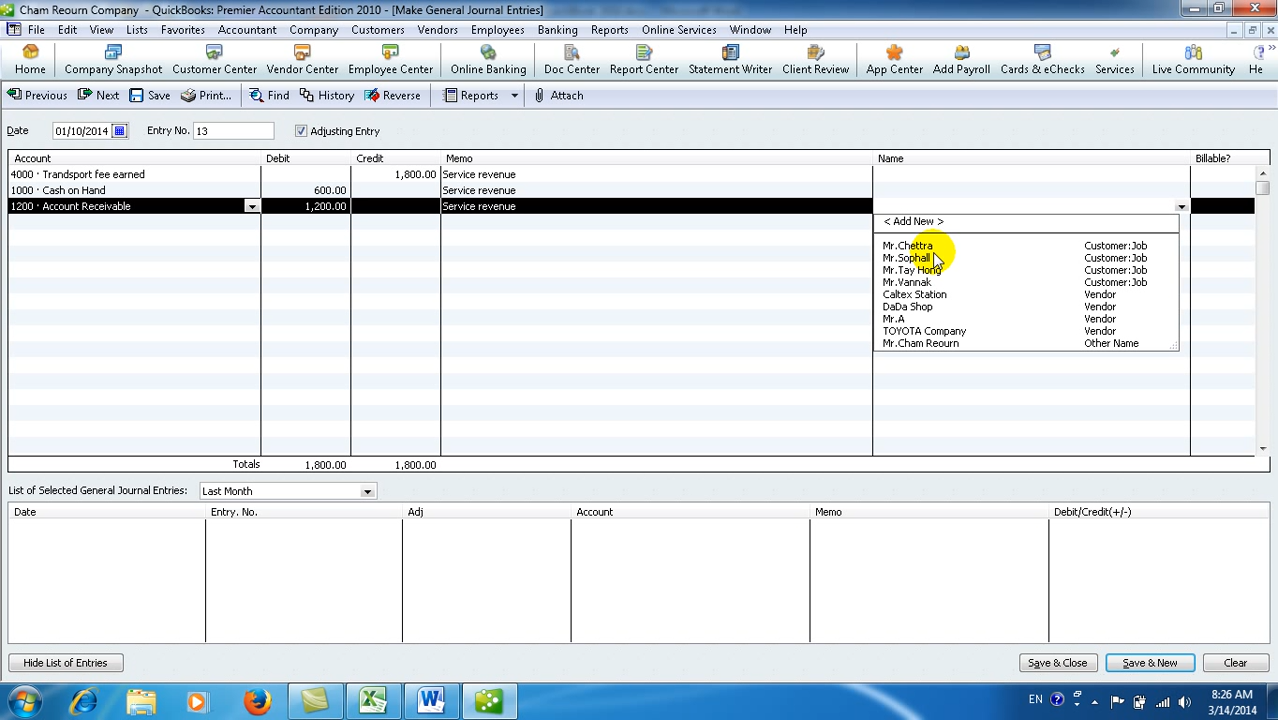 Cham Reourn Company - QuickBooks: Premier Accountant Edition 2010 - [Make General Journal Entries]
File Edit View Lists Favorites Accountant Company Customers Vendors Employees Banking Reports Online Services Window Help
Home Company Snapshot Customer Center Vendor Center Employee Center Online Banking Doc Center Report Center Statement Writer Client Review App Center Add Payroll Cards & eChecks Services Live Community He
Previous Next Save Print... Find History Reverse Reports Attach
Date 01/10/2014 Entry No. 13 Adjusting Entry
Account Debit Credit Memo Name Billable?
4000 · Trandsport fee earned 1,800.00 Service revenue
1000 · Cash on Hand 600.00 Service revenue
1200 · Account Receivable 1,200.00 Service revenue
< Add New >
Mr.Chettra Customer:Job
Mr.Sophall Customer:Job
Mr.Tay Hong Customer:Job
Mr.Vannak Customer:Job
Caltex Station Vendor
DaDa Shop Vendor
Mr.A Vendor
TOYOTA Company Vendor
Mr.Cham Reourn Other Name
Totals 1,800.00 1,800.00
List of Selected General Journal Entries: Last Month
Date Entry. No. Adj Account Memo Debit/Credit(+/-)
Hide List of Entries Save & Close Save & New Clear
EN 8:26 AM
3/14/2014